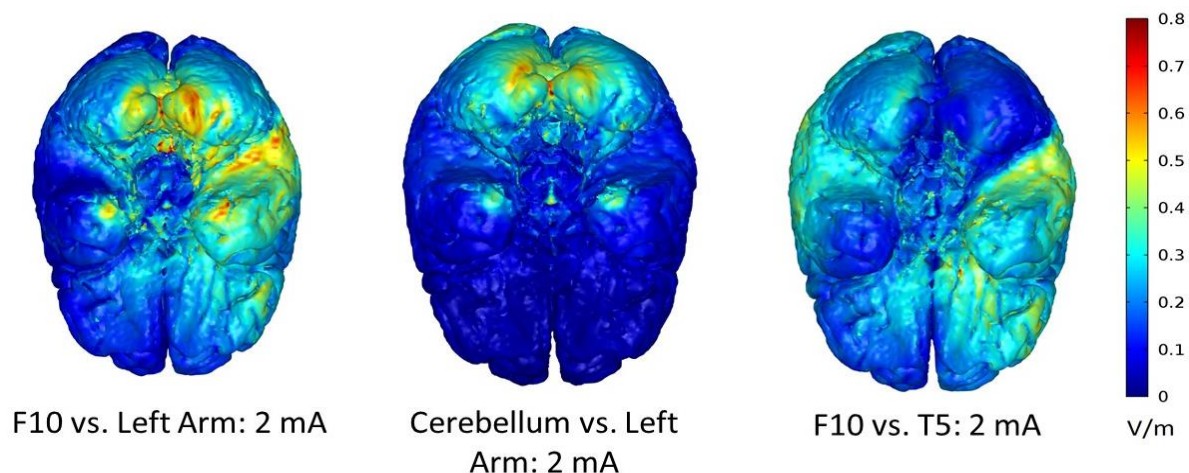 0.8
0.7
0.6
0.5
0.4
0.3
0.2
0.1
0
V/m
F10 vs. Left Arm: 2 mA
Cerebellum vs. Left
Arm: 2 mA
F10 vs. T5: 2 mA